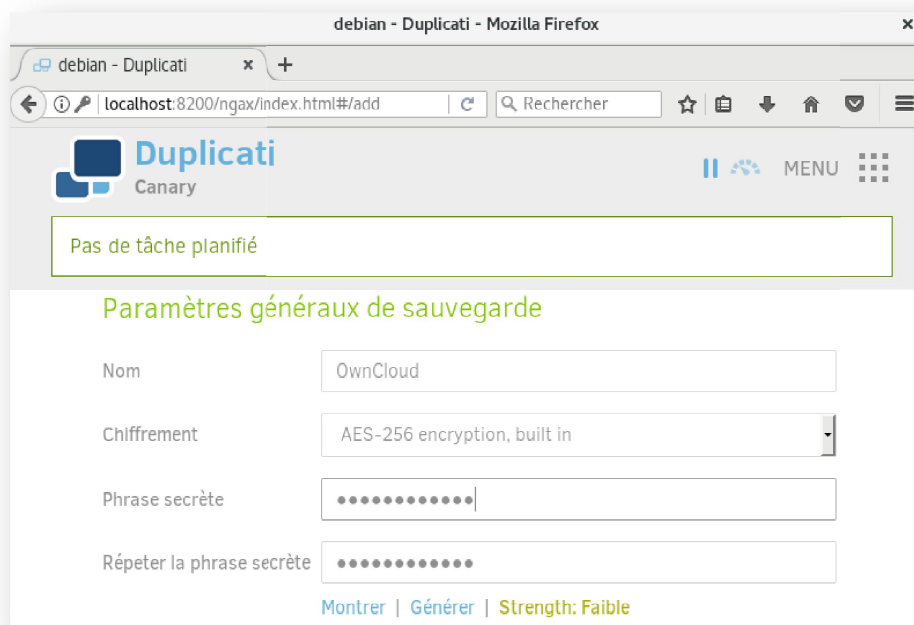 debian - Duplicati - Mozilla Firefox
debian - Duplicati
localhost:8200/ngax/index.html#/add
Rechercher
Duplicati
Canary
MENU
Pas de tâche planifié
Paramètres généraux de sauvegarde
Nom
OwnCloud
Chiffrement
AES-256 encryption, built in
Phrase secrète
Répeter la phrase secrète
Montrer | Générer | Strength: Faible